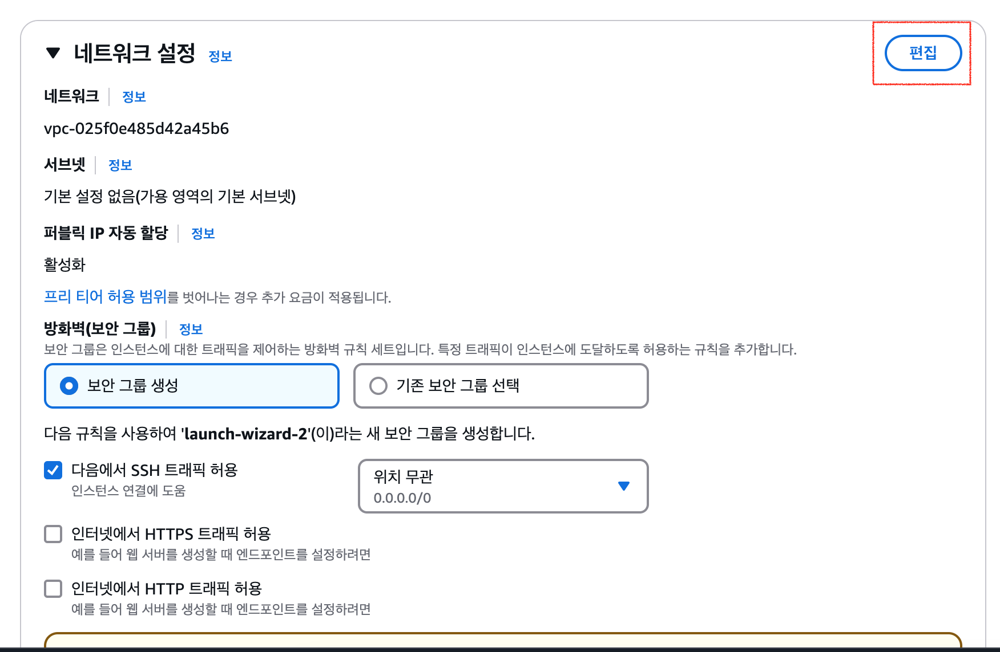 네트워크 설정 정보 편집
네트워크 정보
vpc-025f0e485d42a45b6
서브넷 정보
기본 설정 없음(가용 영역의 기본 서브넷)
퍼블릭 IP 자동 할당 정보
활성화
프리 티어 허용 범위를 벗어나는 경우 추가 요금이 적용됩니다.
방화벽(보안 그룹) 정보
보안 그룹은 인스턴스에 대한 트래픽을 제어하는 방화벽 규칙 세트입니다. 특정 트래픽이 인스턴스에 도달하도록 허용하는 규칙을 추가합니다.
보안 그룹 생성 기존 보안 그룹 선택
다음 규칙을 사용하여 'launch-wizard-2'(이)라는 새 보안 그룹을 생성합니다.
다음에서 SSH 트래픽 허용 위치 무관
인스턴스 연결에 도움 0.0.0.0/0
인터넷에서 HTTPS 트래픽 허용
예를 들어 웹 서버를 생성할 때 엔드포인트를 설정하려면
인터넷에서 HTTP 트래픽 허용
예를 들어 웹 서버를 생성할 때 엔드포인트를 설정하려면